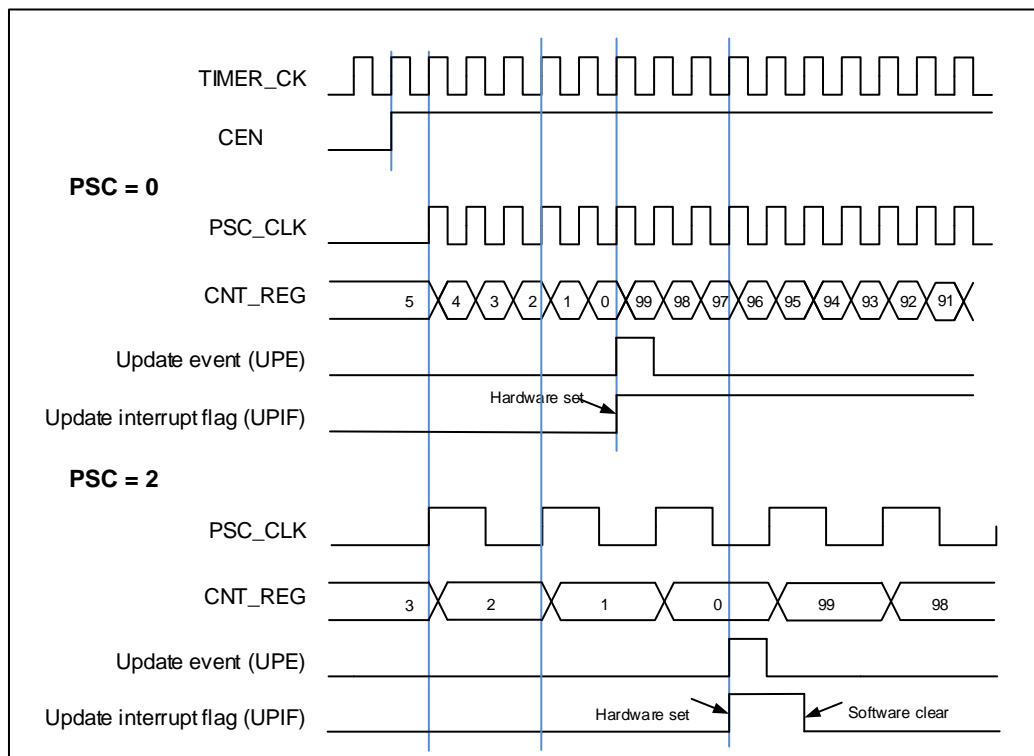 TIMER_CK
CEN
PSC = 0
PSC_CLK
CNT_REG 5 4 3 2 1 0 99 98 97 96 95 94 93 92 91
Update event (UPE)
Hardware set
Update interrupt flag (UPIF)
PSC = 2
PSC_CLK
CNT_REG 3 2 1 0 99 98
Update event (UPE)
Update interrupt flag (UPIF) Hardware set Software clear